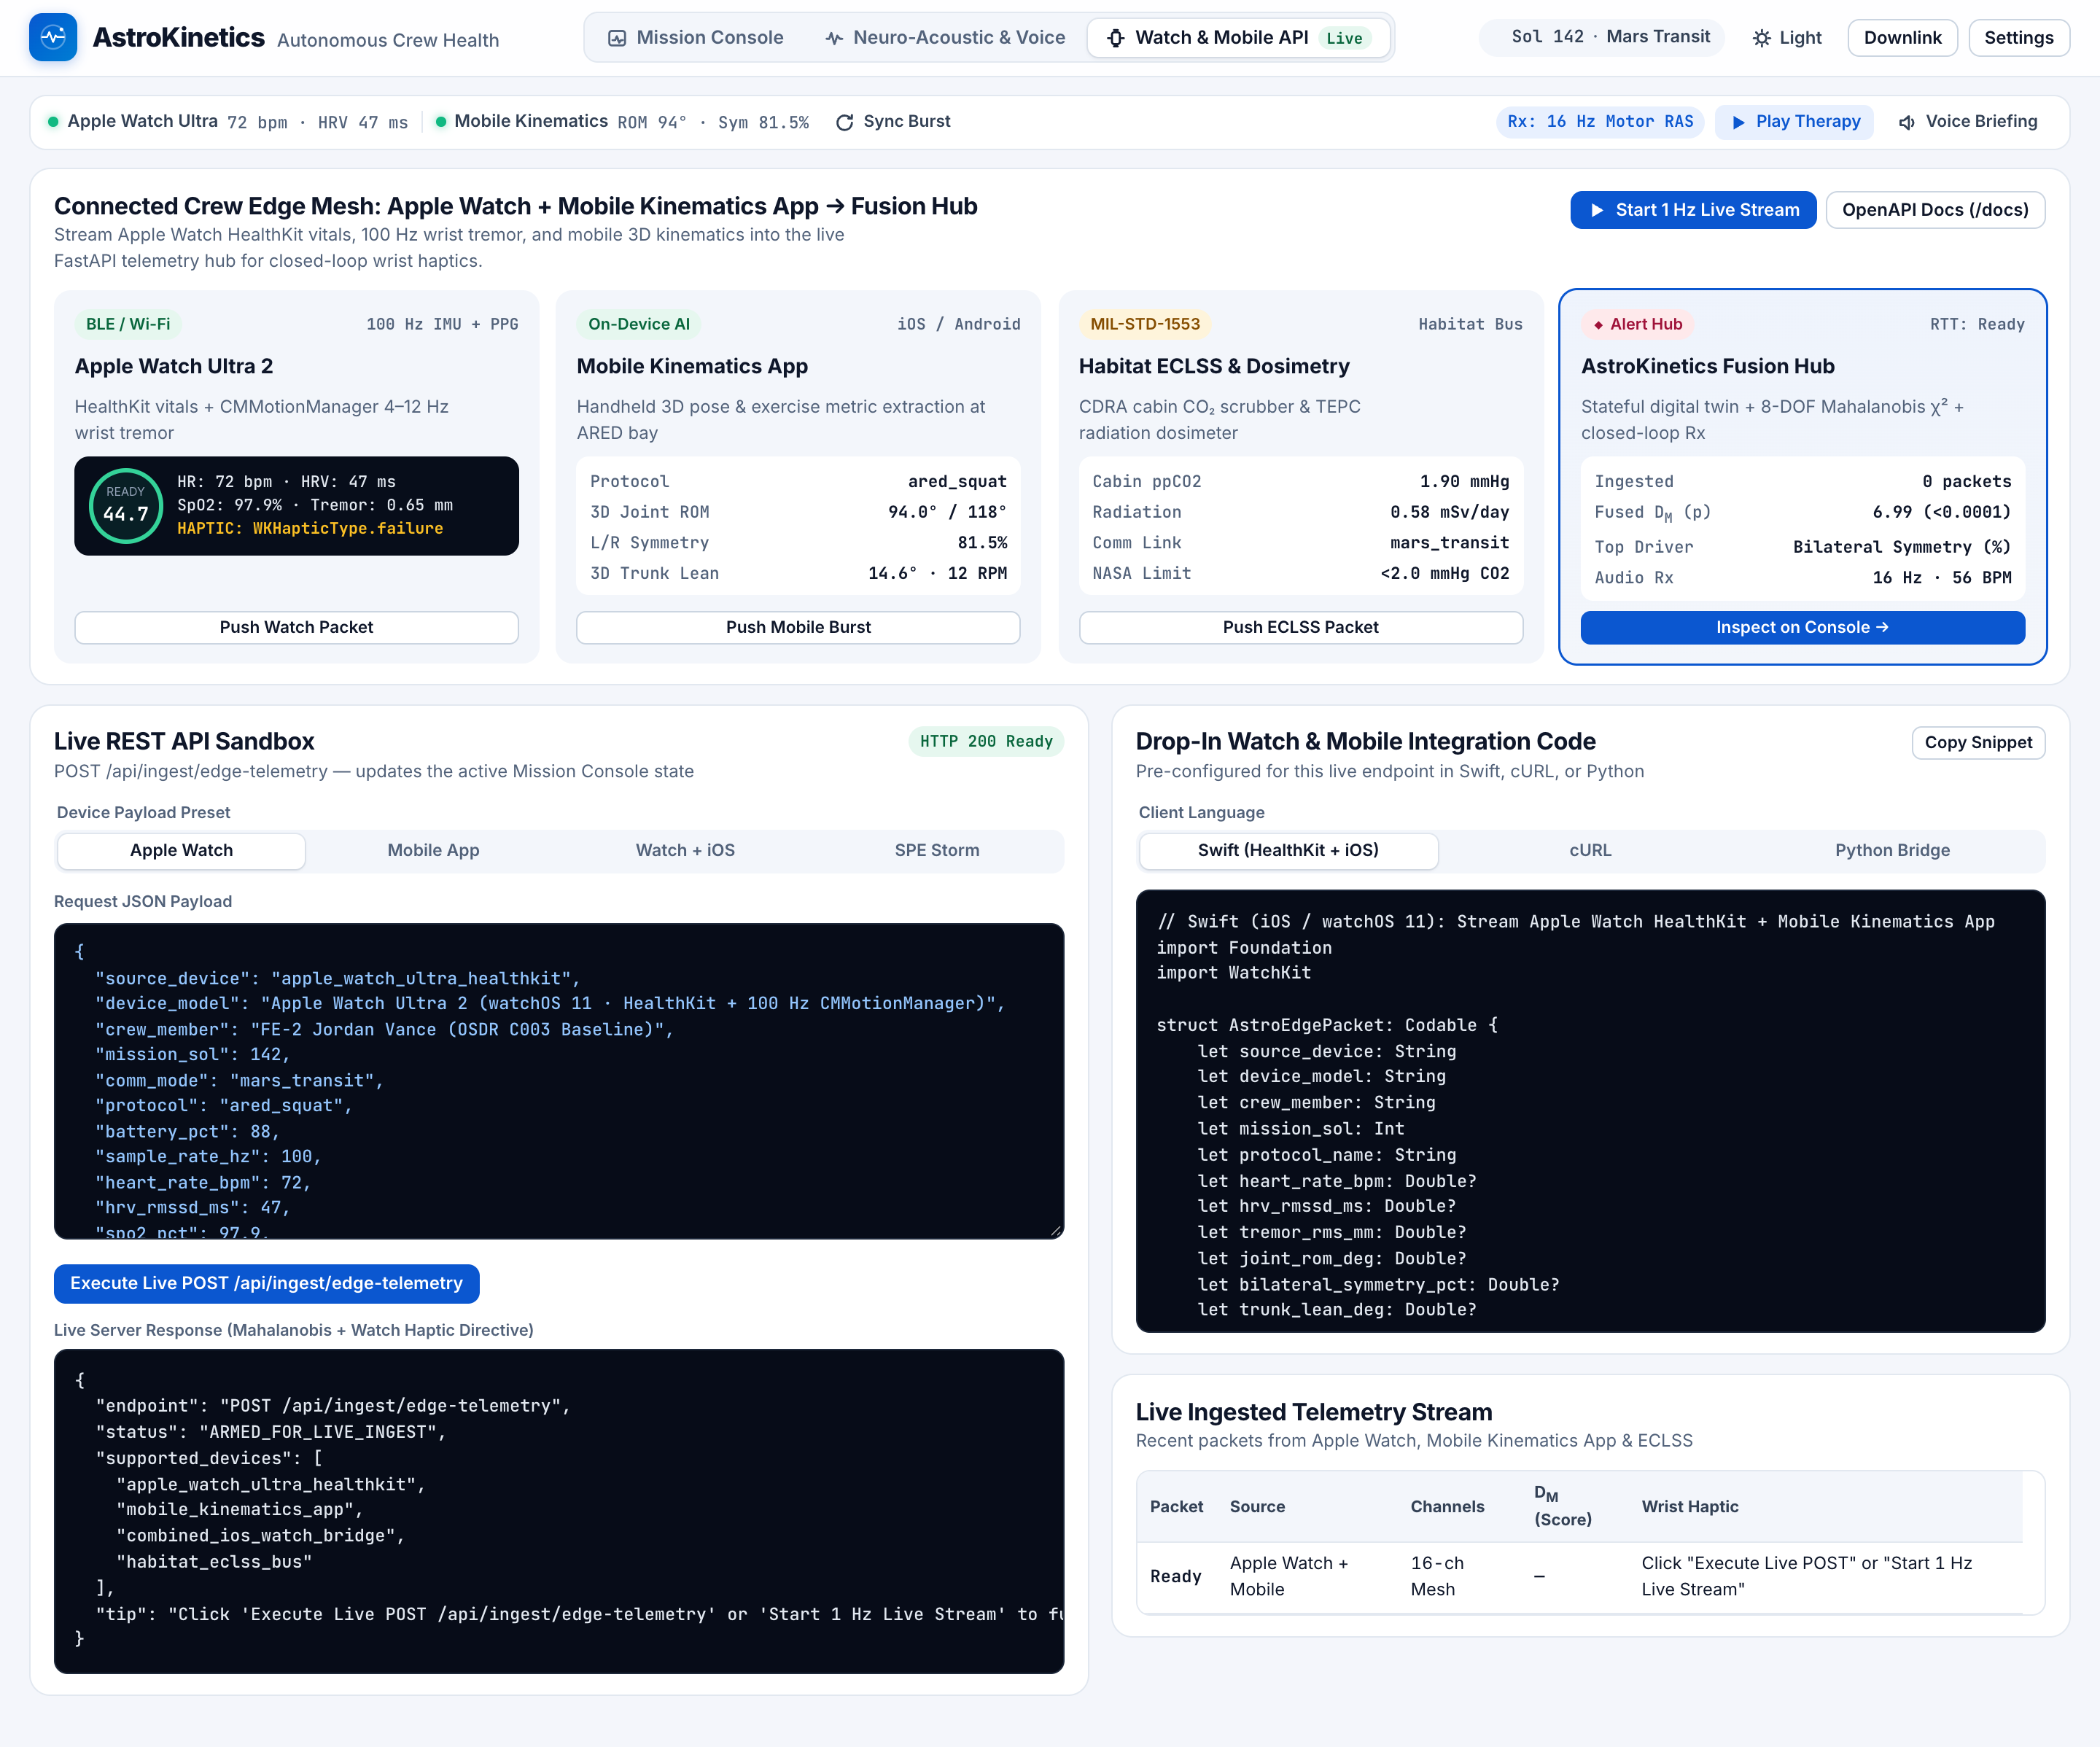 AstroKinetics Autonomous Crew Health
Mission Console
Neuro-Acoustic & Voice
Watch & Mobile API Live
Sol 142 · Mars Transit
Light
Downlink
Settings
Apple Watch Ultra 72 bpm · HRV 47 ms
Mobile Kinematics ROM 94° · Sym 81.5%
Sync Burst
Rx: 16 Hz Motor RAS
Play Therapy
Voice Briefing
Connected Crew Edge Mesh: Apple Watch + Mobile Kinematics App → Fusion Hub
Stream Apple Watch HealthKit vitals, 100 Hz wrist tremor, and mobile 3D kinematics into the live
FastAPI telemetry hub for closed-loop wrist haptics.
Start 1 Hz Live Stream
OpenAPI Docs (/docs)
BLE / Wi-Fi
100 Hz IMU + PPG
Apple Watch Ultra 2
HealthKit vitals + CMMotionManager 4–12 Hz
wrist tremor
READY
44.7
HR: 72 bpm · HRV: 47 ms
SpO2: 97.9% · Tremor: 0.65 mm
HAPTIC: WKHapticType.failure
Push Watch Packet
On-Device AI
iOS / Android
Mobile Kinematics App
Handheld 3D pose & exercise metric extraction at
ARED bay
Protocol ared_squat
3D Joint ROM 94.0° / 118°
L/R Symmetry 81.5%
3D Trunk Lean 14.6° · 12 RPM
Push Mobile Burst
MIL-STD-1553
Habitat Bus
Habitat ECLSS & Dosimetry
CDRA cabin CO₂ scrubber & TEPC
radiation dosimeter
Cabin ppCO2 1.90 mmHg
Radiation 0.58 mSv/day
Comm Link mars_transit
NASA Limit <2.0 mmHg CO2
Push ECLSS Packet
◆ Alert Hub
RTT: Ready
AstroKinetics Fusion Hub
Stateful digital twin + 8-DOF Mahalanobis χ² +
closed-loop Rx
Ingested 0 packets
Fused DM (p) 6.99 (<0.0001)
Top Driver Bilateral Symmetry (%)
Audio Rx 16 Hz · 56 BPM
Inspect on Console →
Live REST API Sandbox
HTTP 200 Ready
POST /api/ingest/edge-telemetry — updates the active Mission Console state
Device Payload Preset
Apple Watch
Mobile App
Watch + iOS
SPE Storm
Request JSON Payload
{
"source_device": "apple_watch_ultra_healthkit",
"device_model": "Apple Watch Ultra 2 (watchOS 11 · HealthKit + 100 Hz CMMotionManager)",
"crew_member": "FE-2 Jordan Vance (OSDR C003 Baseline)",
"mission_sol": 142,
"comm_mode": "mars_transit",
"protocol": "ared_squat",
"battery_pct": 88,
"sample_rate_hz": 100,
"heart_rate_bpm": 72,
"hrv_rmssd_ms": 47,
"spo2_pct": 97.9,
Execute Live POST /api/ingest/edge-telemetry
Live Server Response (Mahalanobis + Watch Haptic Directive)
{
"endpoint": "POST /api/ingest/edge-telemetry",
"status": "ARMED_FOR_LIVE_INGEST",
"supported_devices": [
"apple_watch_ultra_healthkit",
"mobile_kinematics_app",
"combined_ios_watch_bridge",
"habitat_eclss_bus"
],
"tip": "Click 'Execute Live POST /api/ingest/edge-telemetry' or 'Start 1 Hz Live Stream' to
}
Drop-In Watch & Mobile Integration Code
Copy Snippet
Pre-configured for this live endpoint in Swift, cURL, or Python
Client Language
Swift (HealthKit + iOS)
cURL
Python Bridge
// Swift (iOS / watchOS 11): Stream Apple Watch HealthKit + Mobile Kinematics App
import Foundation
import WatchKit
struct AstroEdgePacket: Codable {
let source_device: String
let device_model: String
let crew_member: String
let mission_sol: Int
let protocol_name: String
let heart_rate_bpm: Double?
let hrv_rmssd_ms: Double?
let tremor_rms_mm: Double?
let joint_rom_deg: Double?
let bilateral_symmetry_pct: Double?
let trunk_lean_deg: Double?
Live Ingested Telemetry Stream
Recent packets from Apple Watch, Mobile Kinematics App & ECLSS
Packet Source Channels DM (Score) Wrist Haptic
Ready Apple Watch + Mobile 16-ch Mesh — Click "Execute Live POST" or "Start 1 Hz Live Stream"